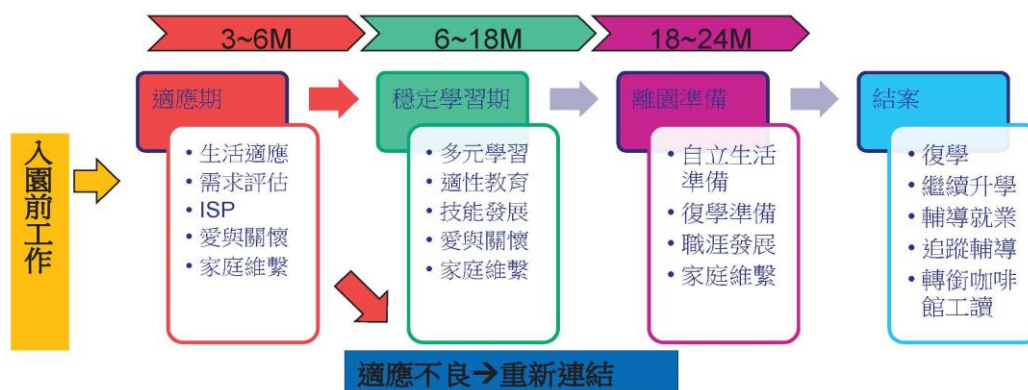 3~6M
6~18M
18~24M
入園前工作
適應期
• 生活適應
• 需求評估
• ISP
• 愛與關懷
• 家庭維繫
穩定學習期
• 多元學習
• 適性教育
• 技能發展
• 愛與關懷
• 家庭維繫
離園準備
• 自立生活
準備
• 復學準備
• 職涯發展
• 家庭維繫
結案
• 復學
• 繼續升學
• 輔導就業
• 追蹤輔導
• 轉銜咖啡
館工讀
適應不良→重新連結